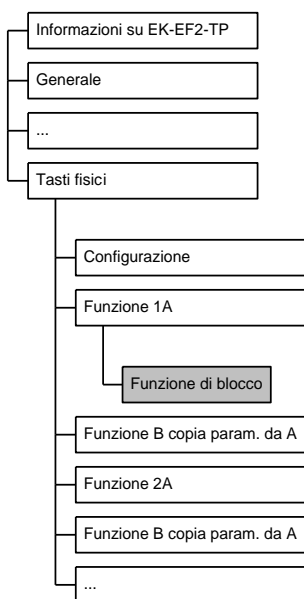 Informazioni su EK-EF2-TP
Generale
...
Tasti fisici
Configurazione
Funzione 1A
Funzione di blocco
Funzione B copia param. da A
Funzione 2A
Funzione B copia param. da A
...